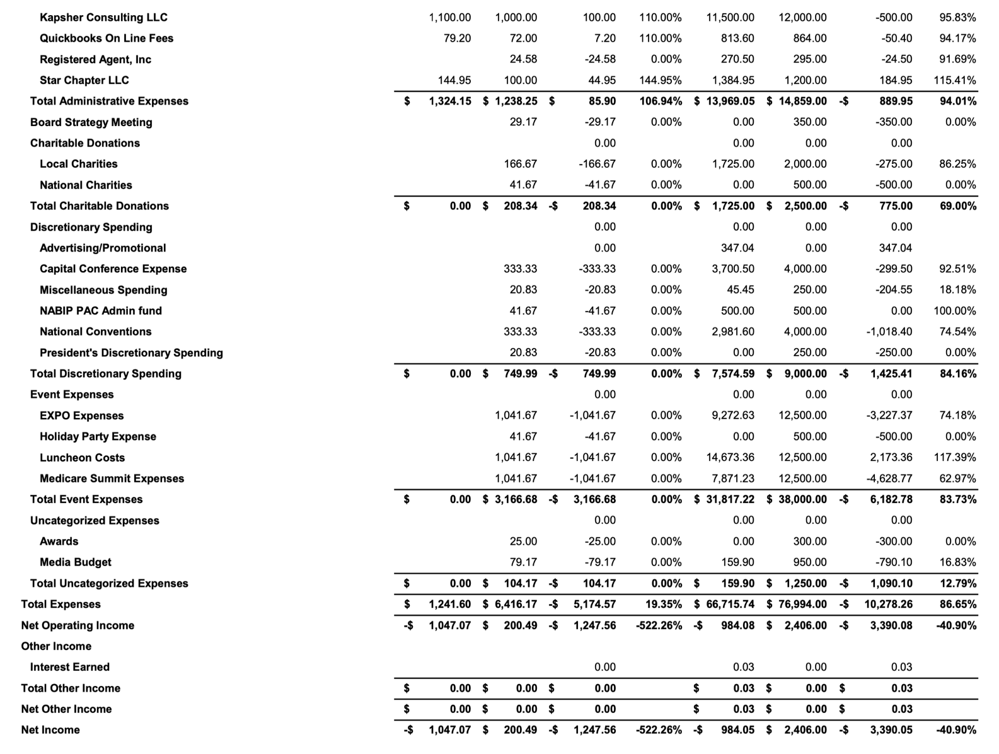 Kapsher Consulting LLC 1,100.00 1,000.00 100.00 110.00% 11,500.00 12,000.00 -500.00 95.83%
Quickbooks On Line Fees 79.20 72.00 7.20 110.00% 813.60 864.00 -50.40 94.17%
Registered Agent, Inc 24.58 -24.58 0.00% 270.50 295.00 -24.50 91.69%
Star Chapter LLC 144.95 100.00 44.95 144.95% 1,384.95 1,200.00 184.95 115.41%
Total Administrative Expenses $ 1,324.15 $ 1,238.25 $ 85.90 106.94% $ 13,969.05 $ 14,859.00 -$ 889.95 94.01%
Board Strategy Meeting 29.17 -29.17 0.00% 0.00 350.00 -350.00 0.00%
Charitable Donations 0.00 0.00 0.00 0.00
Local Charities 166.67 -166.67 0.00% 1,725.00 2,000.00 -275.00 86.25%
National Charities 41.67 -41.67 0.00% 0.00 500.00 -500.00 0.00%
Total Charitable Donations $ 0.00 $ 208.34 -$ 208.34 0.00% $ 1,725.00 $ 2,500.00 -$ 775.00 69.00%
Discretionary Spending 0.00 0.00 0.00 0.00
Advertising/Promotional 0.00 347.04 0.00 347.04
Capital Conference Expense 333.33 -333.33 0.00% 3,700.50 4,000.00 -299.50 92.51%
Miscellaneous Spending 20.83 -20.83 0.00% 45.45 250.00 -204.55 18.18%
NABIP PAC Admin fund 41.67 -41.67 0.00% 500.00 500.00 0.00 100.00%
National Conventions 333.33 -333.33 0.00% 2,981.60 4,000.00 -1,018.40 74.54%
President's Discretionary Spending 20.83 -20.83 0.00% 0.00 250.00 -250.00 0.00%
Total Discretionary Spending $ 0.00 $ 749.99 -$ 749.99 0.00% $ 7,574.59 $ 9,000.00 -$ 1,425.41 84.16%
Event Expenses 0.00 0.00 0.00 0.00
EXPO Expenses 1,041.67 -1,041.67 0.00% 9,272.63 12,500.00 -3,227.37 74.18%
Holiday Party Expense 41.67 -41.67 0.00% 0.00 500.00 -500.00 0.00%
Luncheon Costs 1,041.67 -1,041.67 0.00% 14,673.36 12,500.00 2,173.36 117.39%
Medicare Summit Expenses 1,041.67 -1,041.67 0.00% 7,871.23 12,500.00 -4,628.77 62.97%
Total Event Expenses $ 0.00 $ 3,166.68 -$ 3,166.68 0.00% $ 31,817.22 $ 38,000.00 -$ 6,182.78 83.73%
Uncategorized Expenses 0.00 0.00 0.00 0.00
Awards 25.00 -25.00 0.00% 0.00 300.00 -300.00 0.00%
Media Budget 79.17 -79.17 0.00% 159.90 950.00 -790.10 16.83%
Total Uncategorized Expenses $ 0.00 $ 104.17 -$ 104.17 0.00% $ 159.90 $ 1,250.00 -$ 1,090.10 12.79%
Total Expenses $ 1,241.60 $ 6,416.17 -$ 5,174.57 19.35% $ 66,715.74 $ 76,994.00 -$ 10,278.26 86.65%
Net Operating Income -$ 1,047.07 $ 200.49 -$ 1,247.56 -522.26% -$ 984.08 $ 2,406.00 -$ 3,390.08 -40.90%
Other Income
Interest Earned 0.00 0.03 0.00 0.03
Total Other Income $ 0.00 $ 0.00 $ 0.00 $ 0.03 $ 0.00 $ 0.03
Net Other Income $ 0.00 $ 0.00 $ 0.00 $ 0.03 $ 0.00 $ 0.03
Net Income -$ 1,047.07 $ 200.49 -$ 1,247.56 -522.26% -$ 984.05 $ 2,406.00 -$ 3,390.05 -40.90%